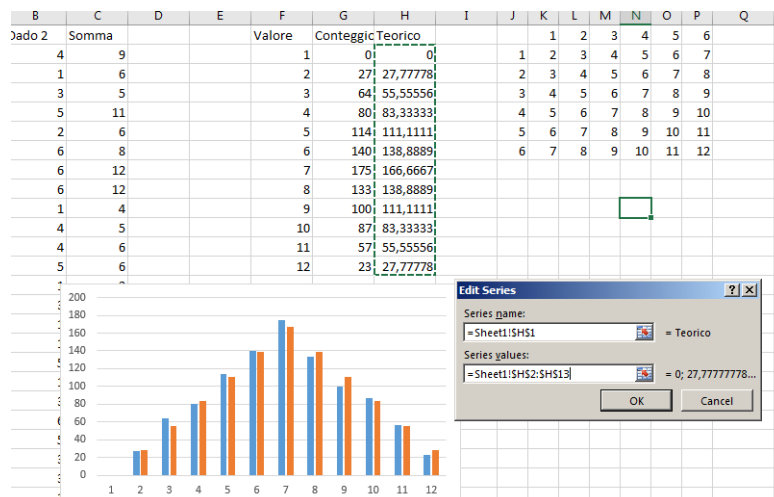 B C D E F G H I J K L M N O P Q
Dado 2 Somma Valore Conteggio Teorico 1 2 3 4 5 6
4 9 1 0 0 1 2 3 4 5 6 7
1 6 2 27 27,77778 2 3 4 5 6 7 8
3 5 3 64 55,55556 3 4 5 6 7 8 9
5 11 4 80 83,33333 4 5 6 7 8 9 10
2 6 5 114 111,1111 5 6 7 8 9 10 11
6 8 6 140 138,8889 6 7 8 9 10 11 12
6 12 7 175 166,6667
6 12 8 133 138,8889
1 4 9 100 111,1111
4 5 10 87 83,33333
4 6 11 57 55,55556
5 6 12 23 27,77778
200
180
160
140
120
100
80
60
40
20
0
1 2 3 4 5 6 7 8 9 10 11 12
Edit Series
Series name:
=Sheet1!$H$1 = Teorico
Series values:
=Sheet1!$H$2:$H$13 = 0; 27,77777778...
OK Cancel